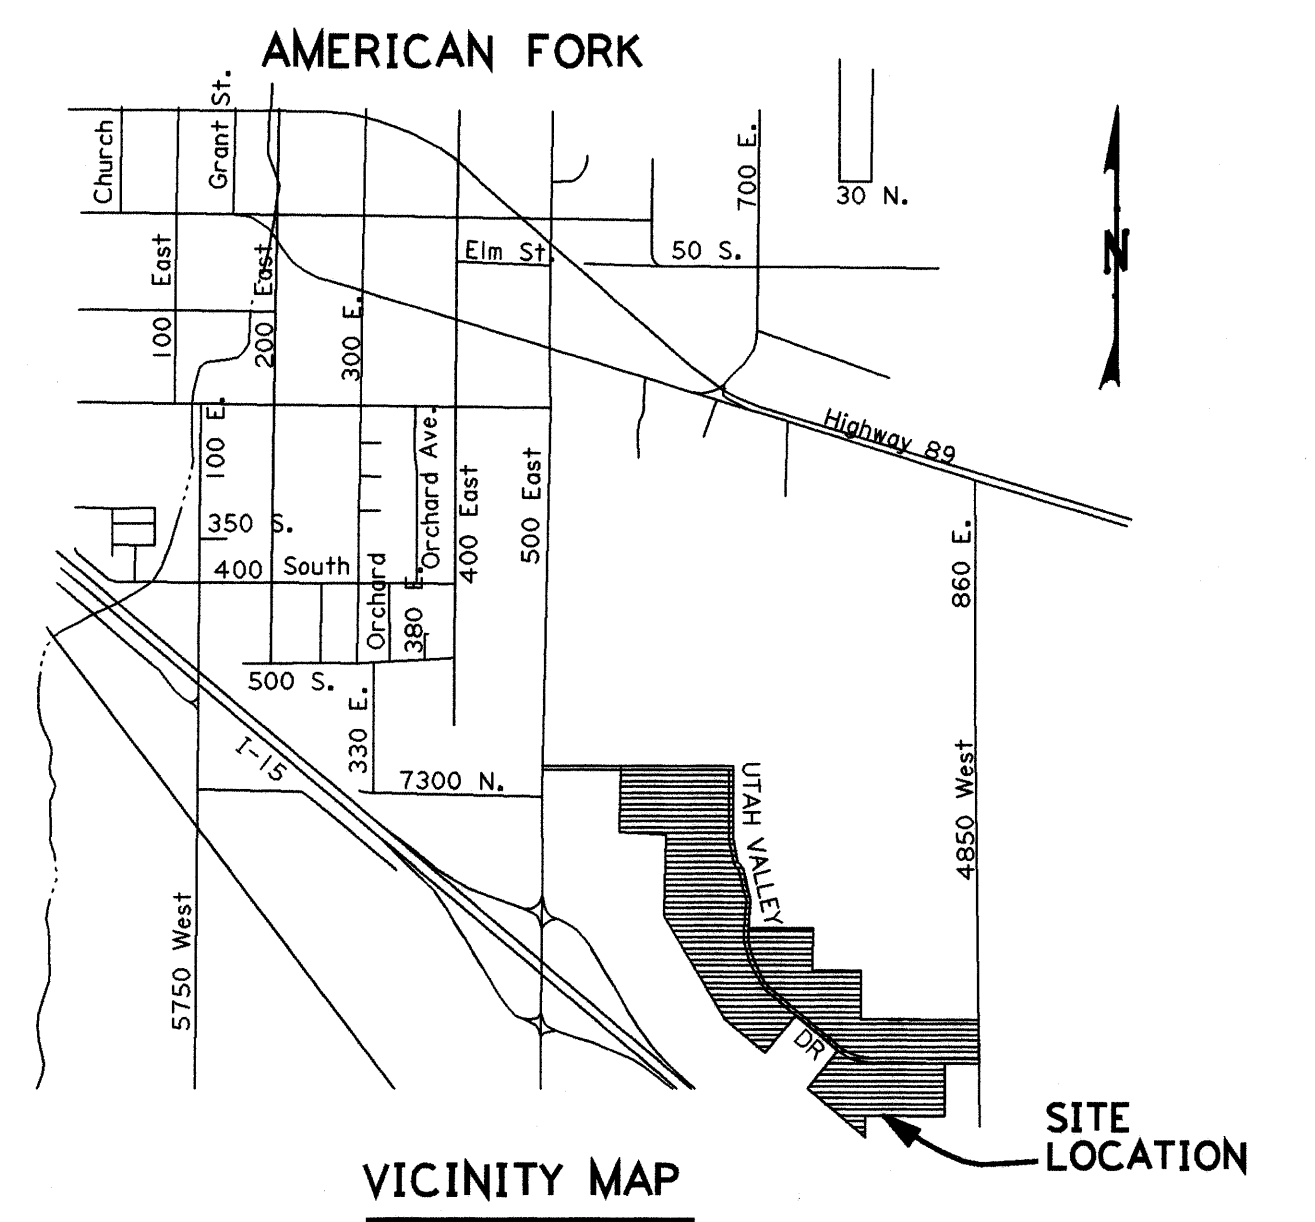 AMERICAN FORK
Church
Grant St.
700 E.
30 N.
N
100 East
200 East
300 E.
Elm St.
50 S.
Highway 89
100 E.
Orchard Ave.
400 East
500 East
350 S.
400 South
Orchard
380 E.
860 E.
500 S.
330 E.
I-15
7300 N.
UTAH VALLEY
DR
4850 West
5750 West
SITE
LOCATION
VICINITY MAP